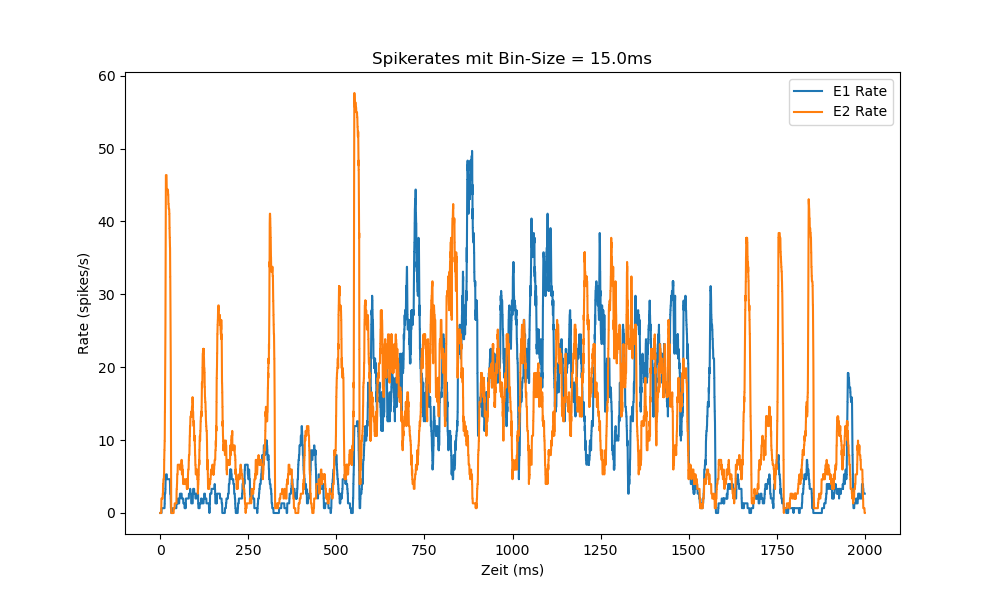 Spikerates mit Bin-Size = 15.0ms
E1 Rate
E2 Rate
60
50
40
30
20
10
0
Rate (spikes/s)
0 250 500 750 1000 1250 1500 1750 2000
Zeit (ms)